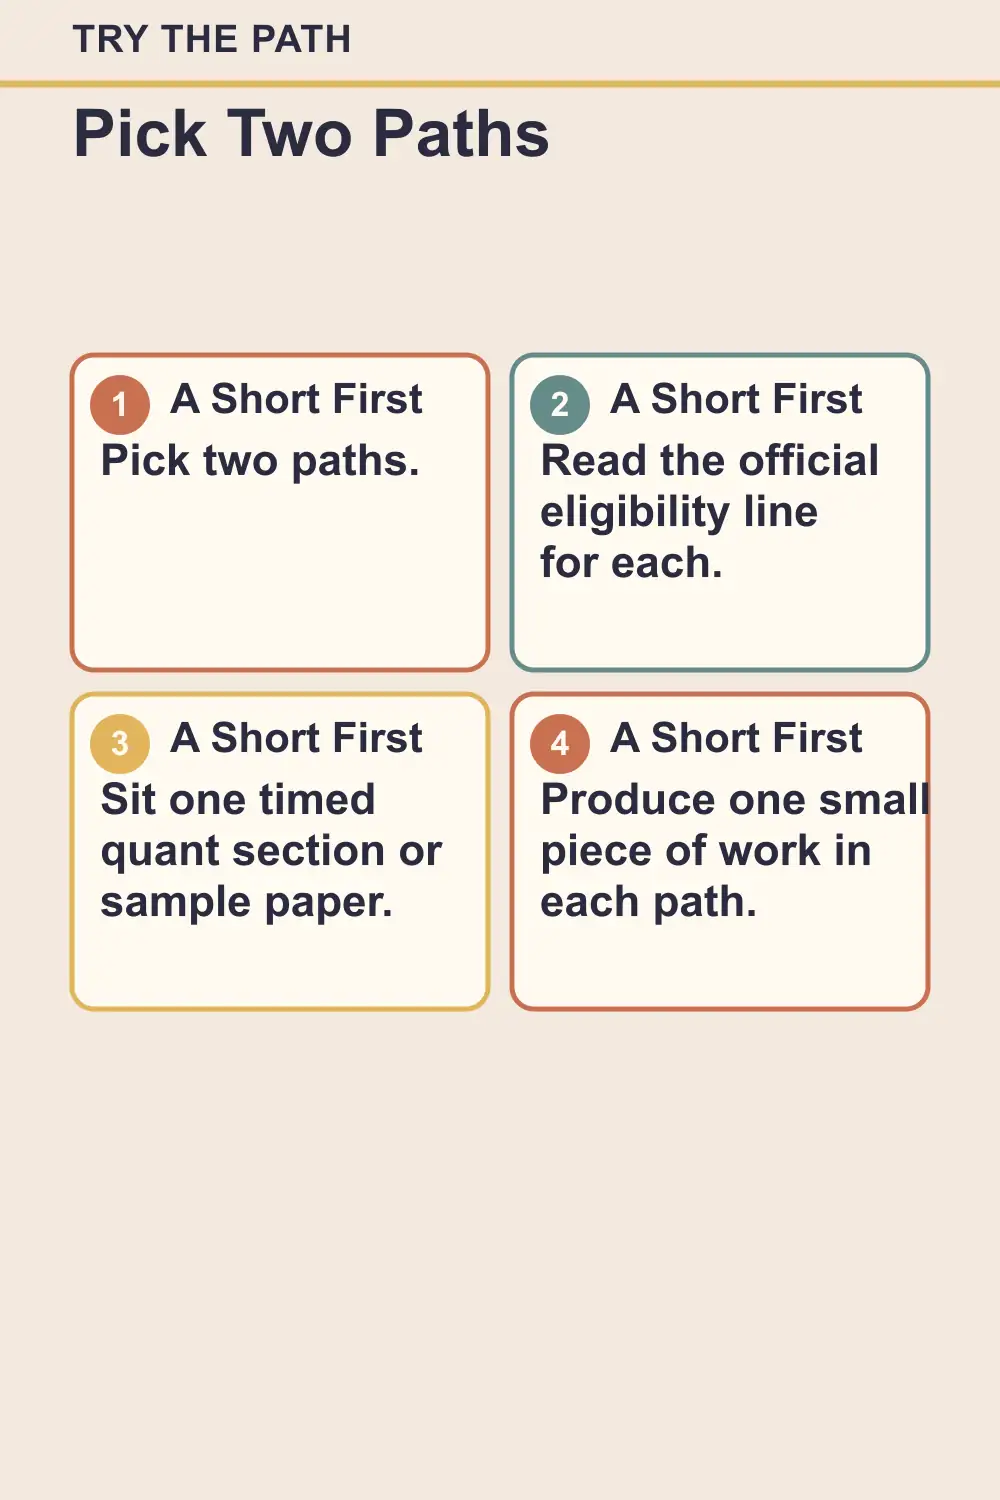 TRY THE PATH
Pick Two Paths
1 A Short First
Pick two paths.
2 A Short First
Read the official
eligibility line
for each.
3 A Short First
Sit one timed
quant section or
sample paper.
4 A Short First
Produce one small
piece of work in
each path.